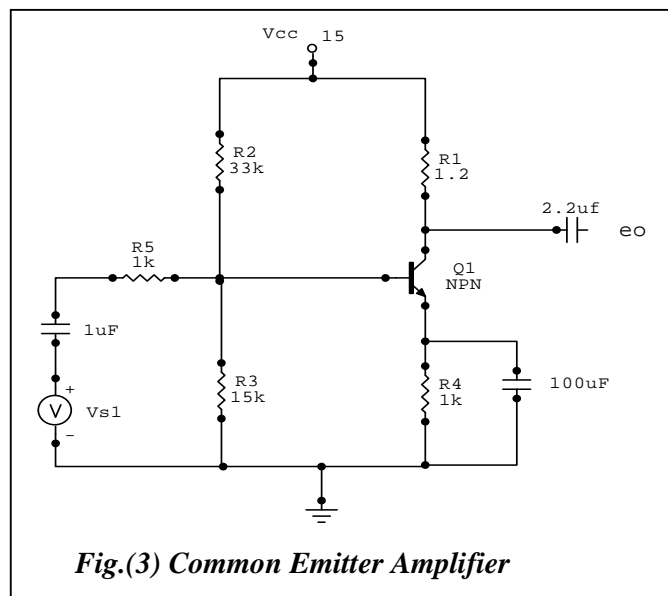 Vcc 15
R2
33k
R1
1.2
2.2uf
eo
R5
1k
Q1
NPN
1uF
R3
15k
R4
1k
100uF
+
V
Vs1
−
Fig.(3) Common Emitter Amplifier